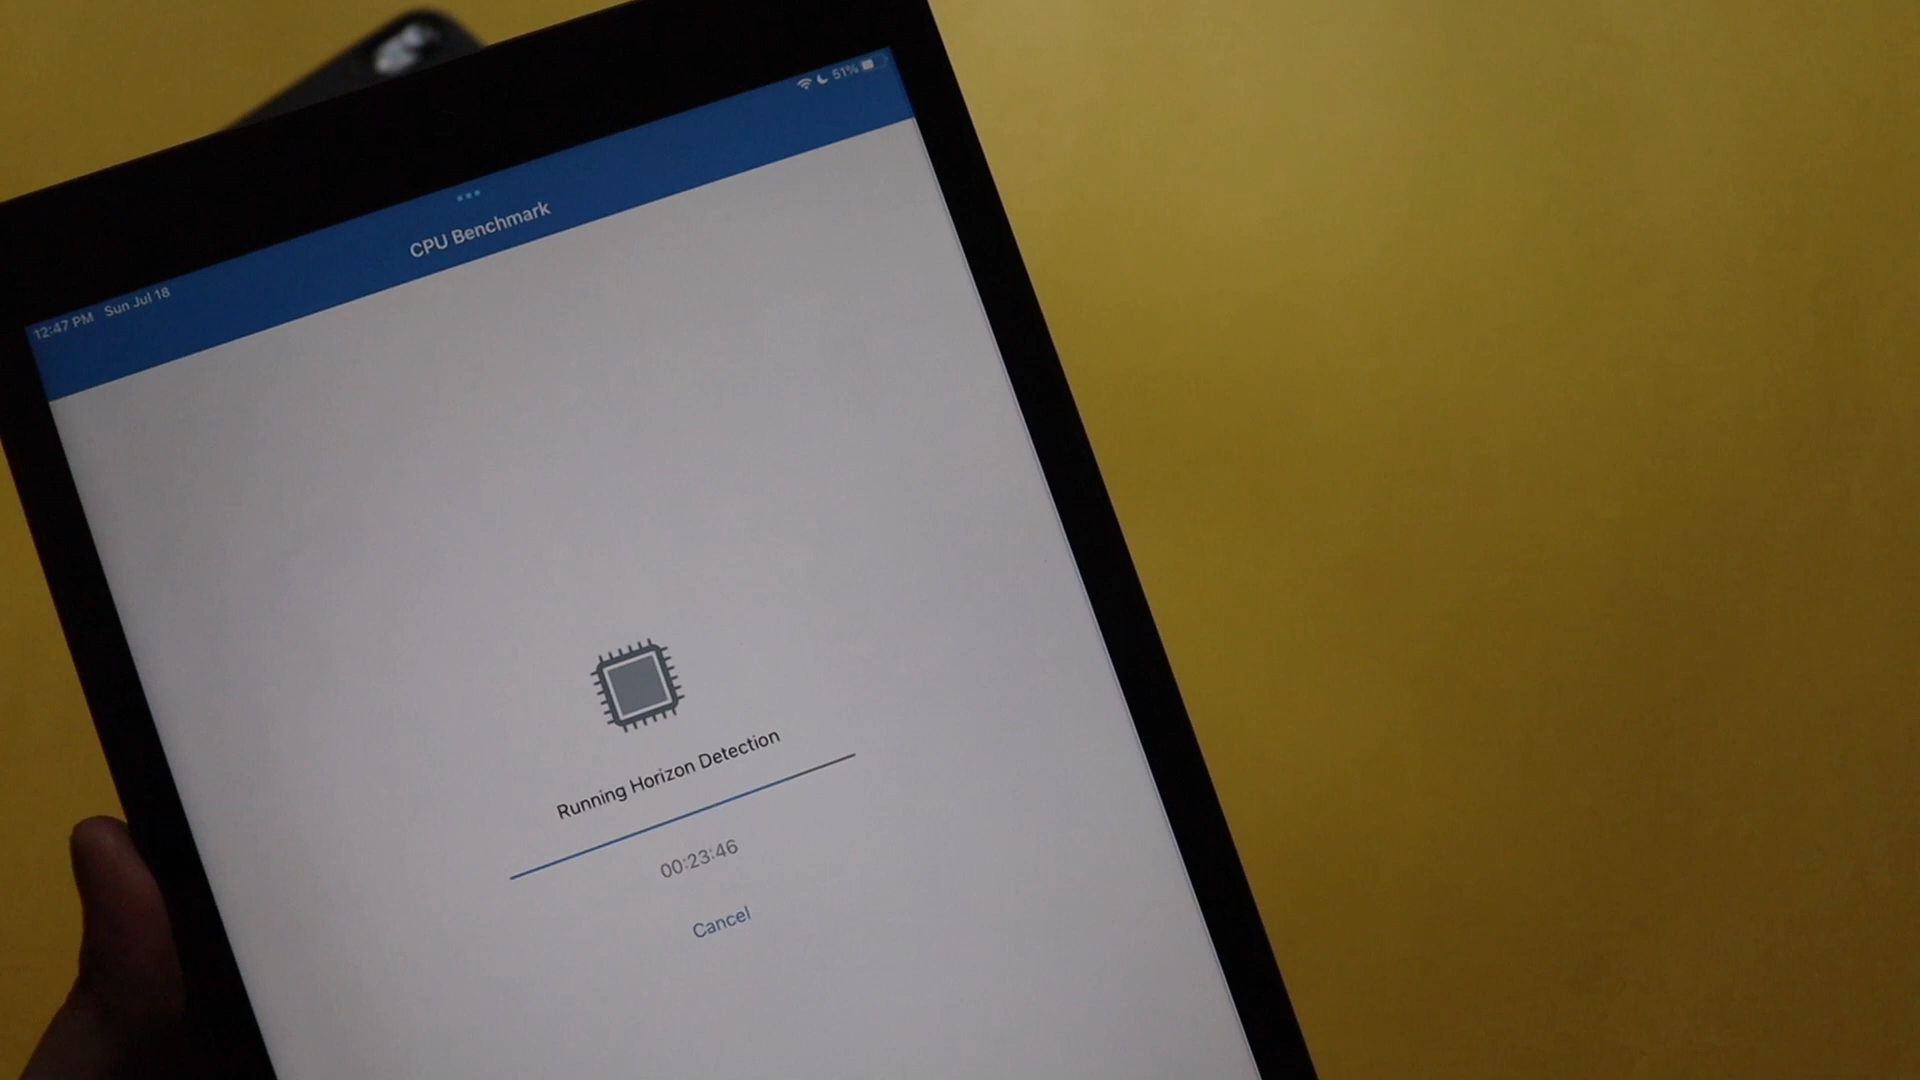 12:47 PM Sun Jul 18
51%
CPU Benchmark
Running Horizon Detection
00:23:46
Cancel